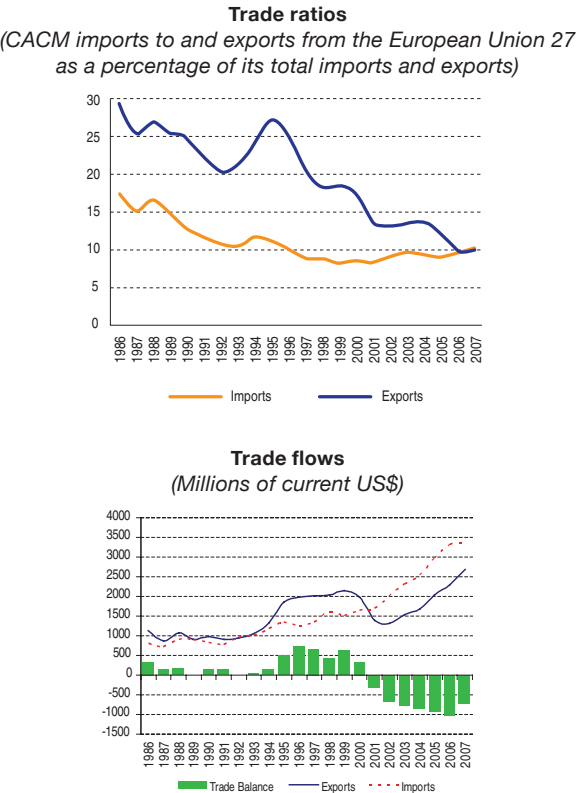 Trade ratios
(CACM imports to and exports from the European Union 27
as a percentage of its total imports and exports)
30
25
20
15
10
5
0
1986 1987 1988 1989 1990 1991 1992 1993 1994 1995 1996 1997 1998 1999 2000 2001 2002 2003 2004 2005 2006 2007
Imports Exports
Trade flows
(Millions of current US$)
4000
3500
3000
2500
2000
1500
1000
500
0
-500
-1000
-1500
1986 1987 1988 1989 1990 1991 1992 1993 1994 1995 1996 1997 1998 1999 2000 2001 2002 2003 2004 2005 2006 2007
Trade Balance Exports Imports